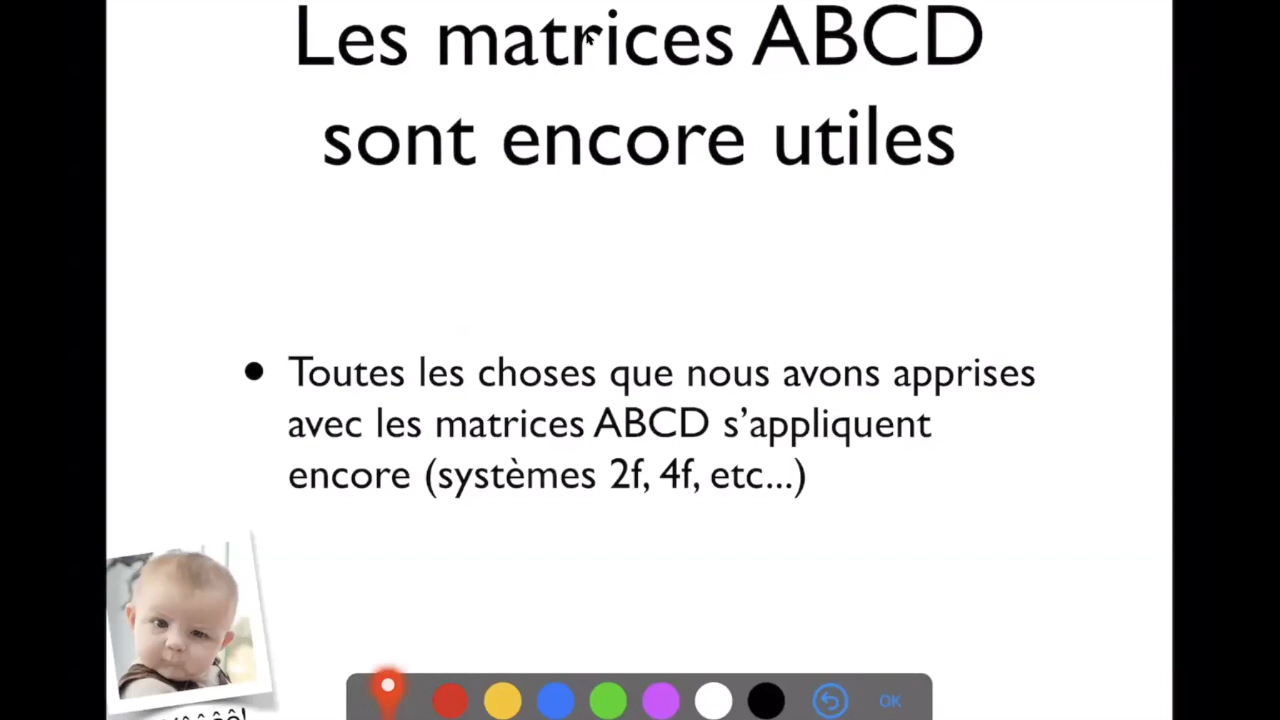 Les matrices ABCD
sont encore utiles
• Toutes les choses que nous avons apprises
avec les matrices ABCD s’appliquent
encore (systèmes 2f, 4f, etc...)
OK